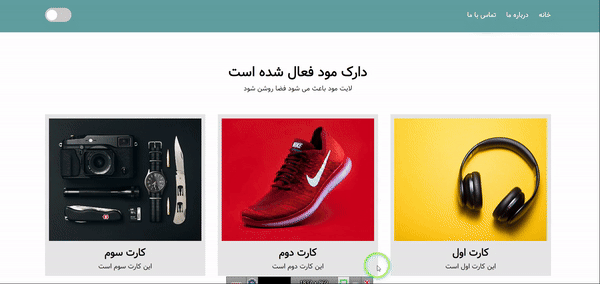 خانه درباره ما تماس با ما
دارک مود فعال شده است
لایت مود باعث می شود فضا روشن شود
NIKE
کارت اول
این کارت اول است
کارت دوم
این کارت دوم است
کارت سوم
این کارت سوم است